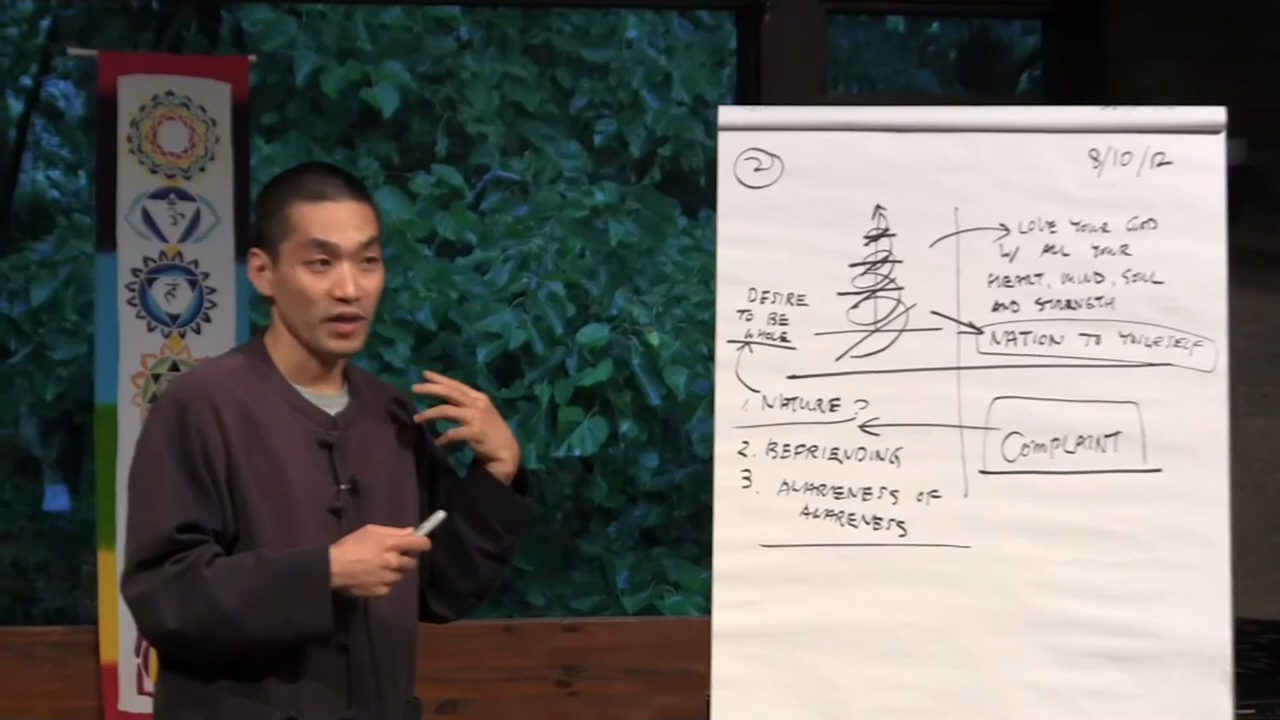 2
8/10/12
LOVE YOUR GOD
W/ ALL YOUR
HEART, MIND, SOUL
AND STRENGTH
NATION TO YOURSELF
DESIRE
TO BE
WHOLE
1. NATURE?
2. BEFRIENDING
3. AWARENESS OF
AWARENESS
COMPLAINT